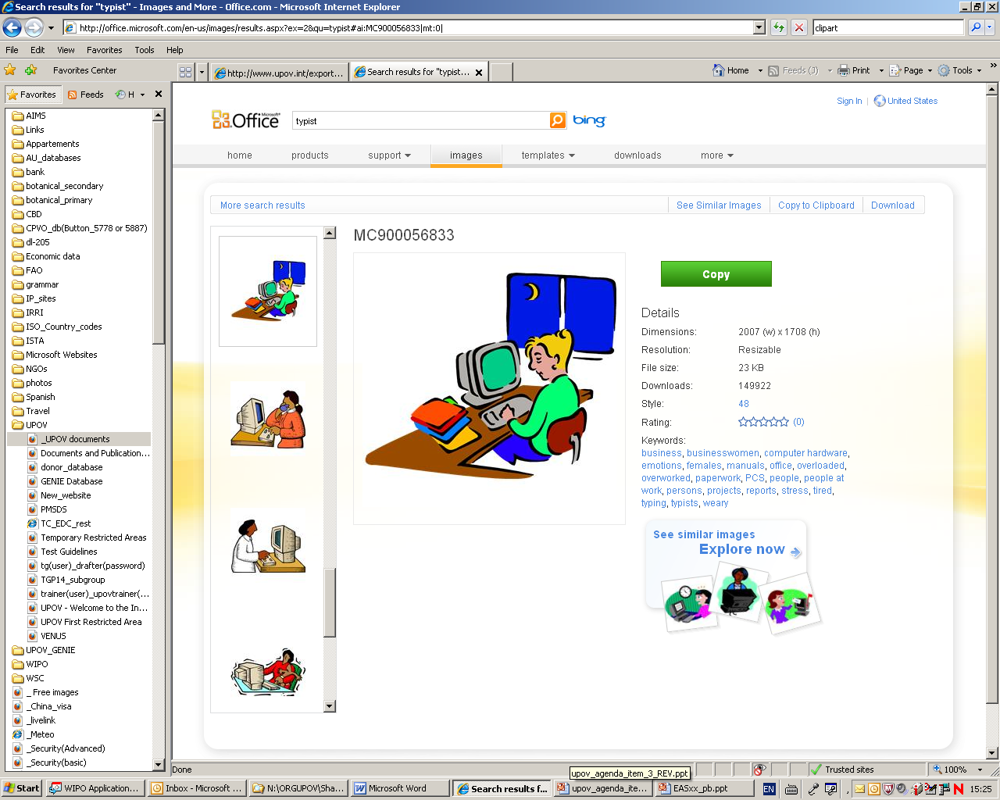 Search results for "typist" - Images and More - Office.com - Microsoft Internet Explorer
http://office.microsoft.com/en-us/images/results.aspx?ex=2&qu=typist#ai:MC900056833|mt:0|
clipart
File Edit View Favorites Tools Help
Favorites Center
http://www.upov.int/export...
Search results for "typist"...
Home
Feeds (J)
Print
Page
Tools
Favorites
Feeds
H
AIMS
Links
Appartements
AU_databases
bank
botanical_secondary
botanical_primary
CBD
CPVO_db(Button_5778 or 5887)
dl-205
Economic data
FAO
grammar
IP_sites
IRRI
ISO_Country_codes
ISTA
Microsoft Websites
NGOs
photos
Spanish
Travel
UPOV
_UPOV documents
Documents and Publication...
donor_database
GENIE Database
New_website
PMSDS
TC_EDC_rest
Temporary Restricted Areas
Test Guidelines
tg(user)_drafter(password)
TGP14_subgroup
trainer(user)_upovtrainer(...
UPOV - Welcome to the In...
UPOV First Restricted Area
VENUS
UPOV_GENIE
WIPO
WSC
_ Free images
_China_visa
_livelink
_Meteo
_Security(Advanced)
_Security(basic)
Sign In
United States
Microsoft
Office
typist
bing
home products support images templates downloads more
More search results
See Similar Images
Copy to Clipboard
Download
MC900056833
Copy
Details
Dimensions: 2007 (w) x 1708 (h)
Resolution: Resizable
File size: 23 KB
Downloads: 149922
Style: 48
Rating: (0)
Keywords:
business, businesswomen, computer hardware,
emotions, females, manuals, office, overloaded,
overworked, paperwork, PCS, people, people at
work, persons, projects, reports, stress, tired,
typing, typists, weary
See similar images
Explore now
Done
upov_agenda_item_3_REV.ppt
Trusted sites
100%
Start
WIPO Application...
Inbox - Microsoft ...
N:\ORGUPOV\Sha...
Microsoft Word
Search results f...
upov_agenda_ite...
EASxx_pb.ppt
EN
15:25